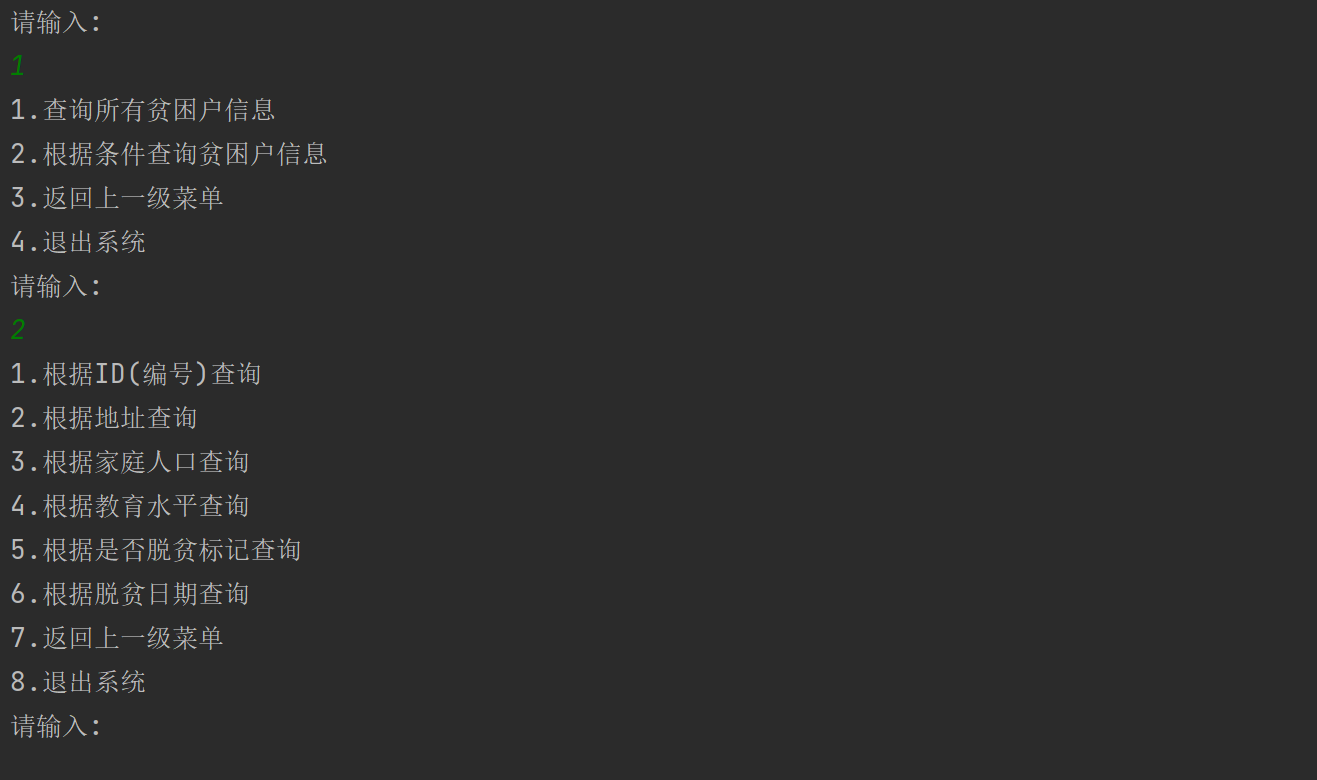 请输入:
1
1.查询所有贫困户信息
2.根据条件查询贫困户信息
3.返回上一级菜单
4.退出系统
请输入:
2
1.根据ID(编号)查询
2.根据地址查询
3.根据家庭人口查询
4.根据教育水平查询
5.根据是否脱贫标记查询
6.根据脱贫日期查询
7.返回上一级菜单
8.退出系统
请输入: